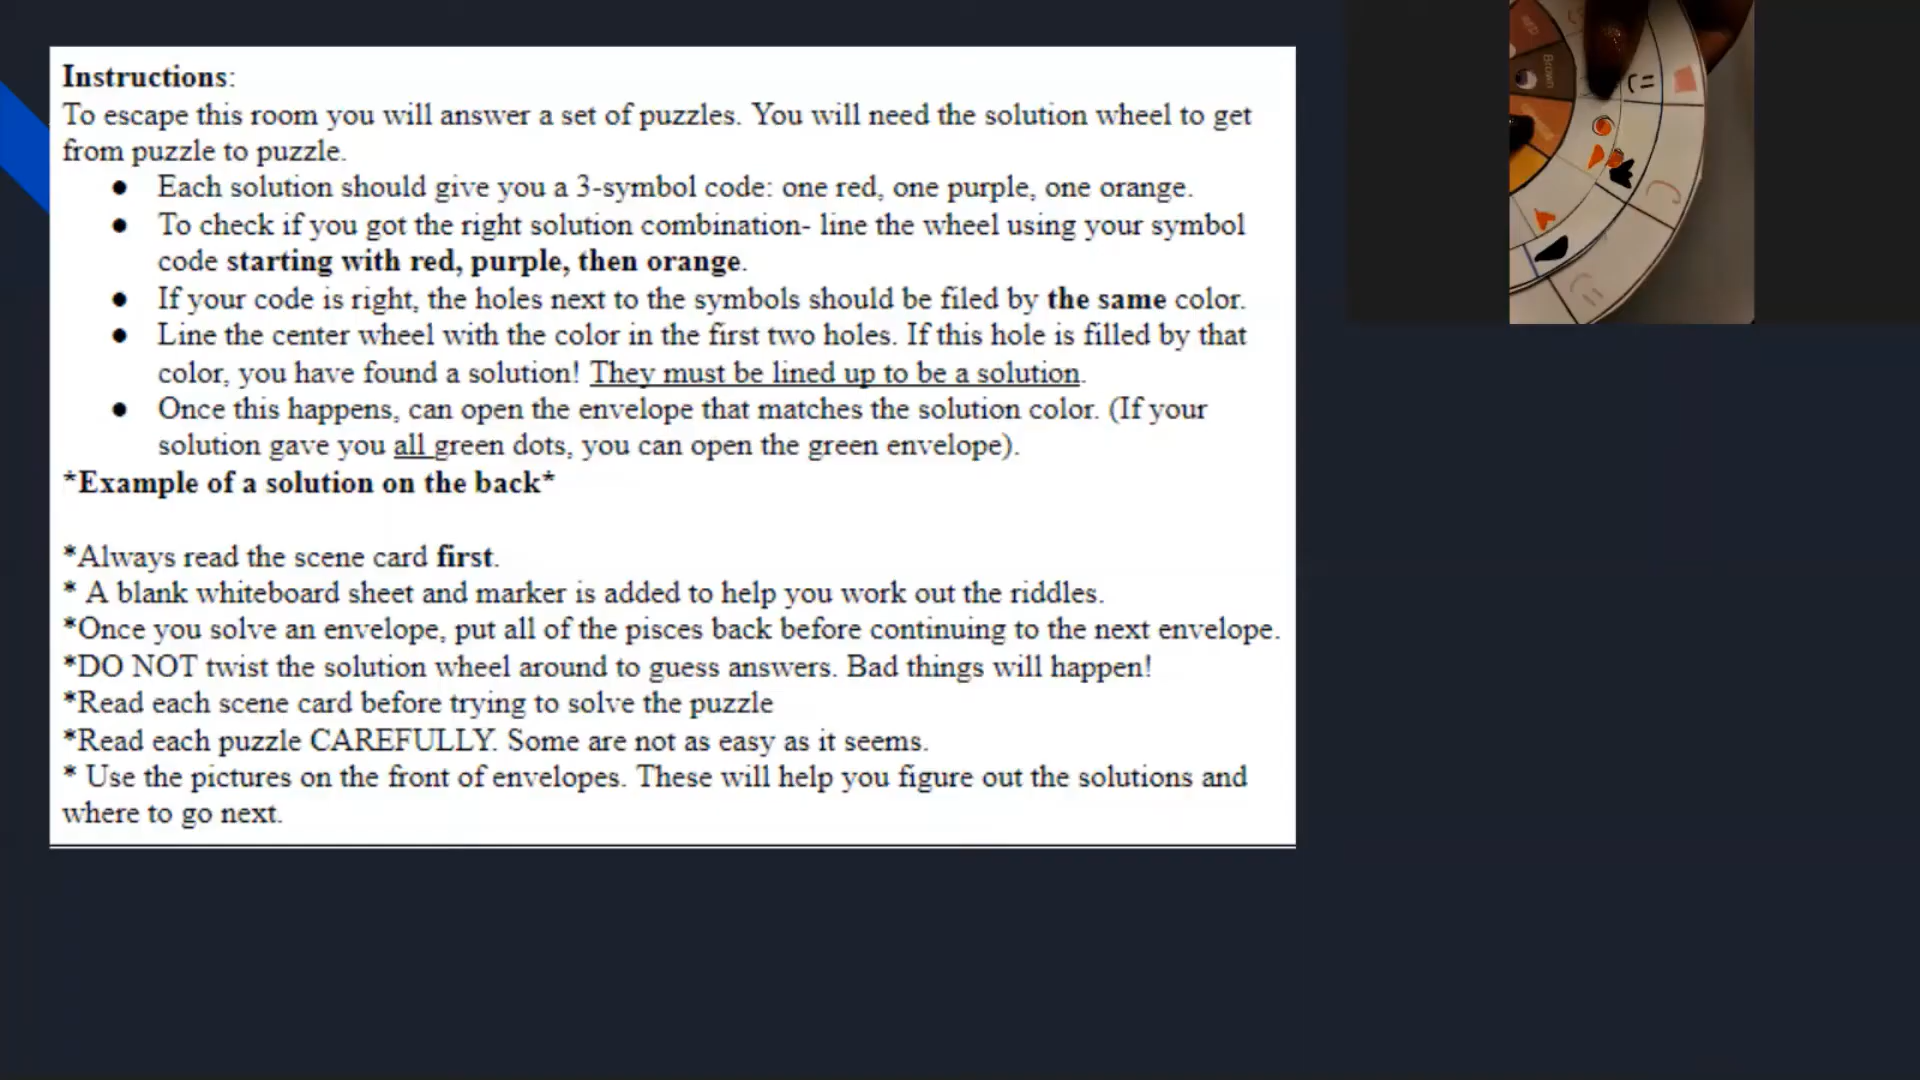 Instructions:
To escape this room you will answer a set of puzzles. You will need the solution wheel to get
from puzzle to puzzle.
● Each solution should give you a 3-symbol code: one red, one purple, one orange.
● To check if you got the right solution combination- line the wheel using your symbol
code starting with red, purple, then orange.
● If your code is right, the holes next to the symbols should be filed by the same color.
● Line the center wheel with the color in the first two holes. If this hole is filled by that
color, you have found a solution! They must be lined up to be a solution.
● Once this happens, can open the envelope that matches the solution color. (If your
solution gave you all green dots, you can open the green envelope).
*Example of a solution on the back*
*Always read the scene card first.
* A blank whiteboard sheet and marker is added to help you work out the riddles.
*Once you solve an envelope, put all of the pisces back before continuing to the next envelope.
*DO NOT twist the solution wheel around to guess answers. Bad things will happen!
*Read each scene card before trying to solve the puzzle
*Read each puzzle CAREFULLY. Some are not as easy as it seems.
* Use the pictures on the front of envelopes. These will help you figure out the solutions and
where to go next.
RED
Brown